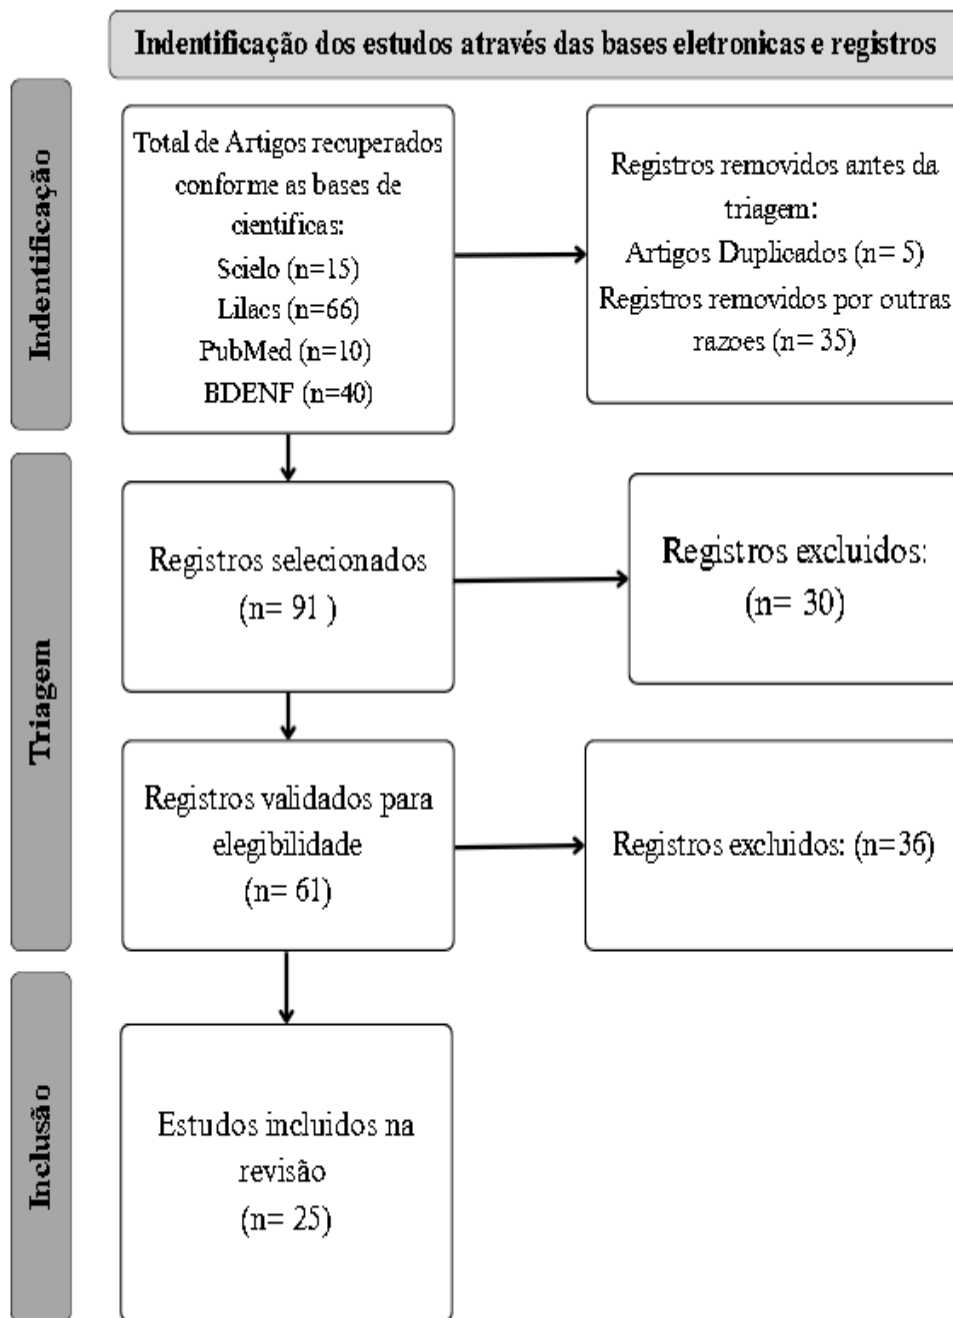 Indentificação dos estudos através das bases eletronicas e registros
Indentificação
Total de Artigos recuperados
conforme as bases de
cientificas:
Scielo (n=15)
Lilacs (n=66)
PubMed (n=10)
BDENF (n=40)
Registros removidos antes da
triagem:
Artigos Duplicados (n= 5)
Registros removidos por outras
razoes (n= 35)
Triagem
Registros selecionados
(n= 91 )
Registros excluidos:
(n= 30)
Registros validados para
elegibilidade
(n= 61)
Registros excluidos: (n=36)
Inclusão
Estudos incluidos na
revisão
(n= 25)